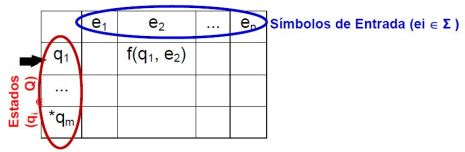 e1 e2 ... en Símbolos de Entrada (ei ∈ Σ )
q1 f(q1, e2)
...
*qm
Estados
(qi ∈ Q)